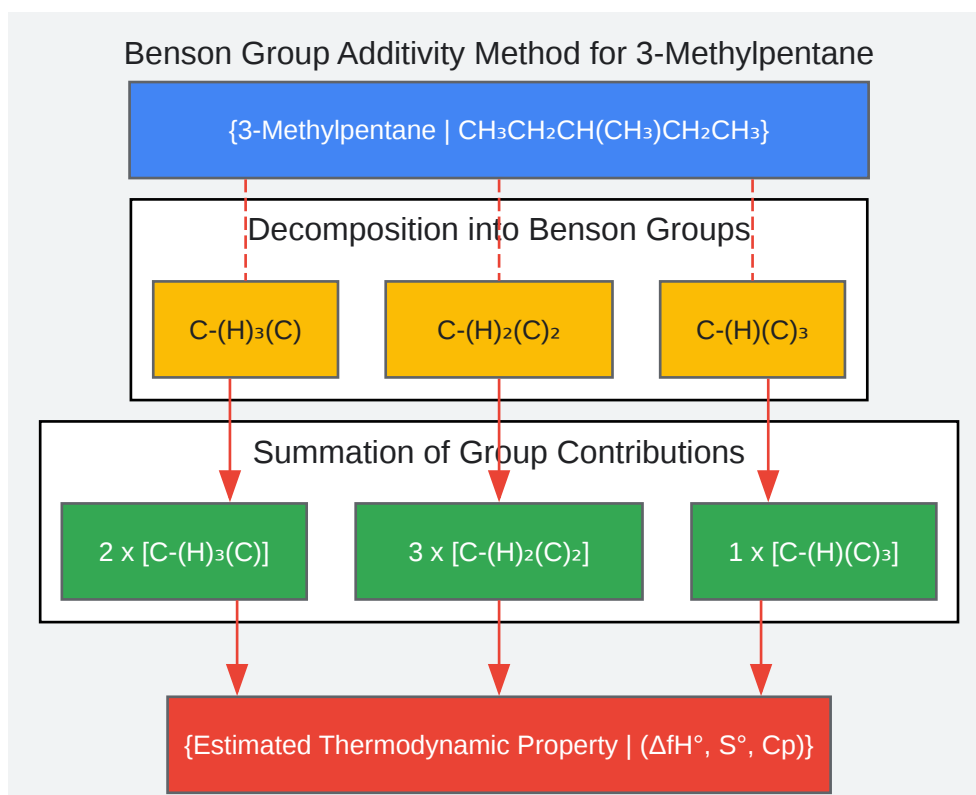 Benson Group Additivity Method for 3-Methylpentane
{3-Methylpentane | CH₃CH₂CH(CH₃)CH₂CH₃}
Decomposition into Benson Groups
C-(H)₃(C)
C-(H)₂(C)₂
C-(H)(C)₃
Summation of Group Contributions
2 x [C-(H)₃(C)]
3 x [C-(H)₂(C)₂]
1 x [C-(H)(C)₃]
{Estimated Thermodynamic Property | (ΔfH°, S°, Cp)}